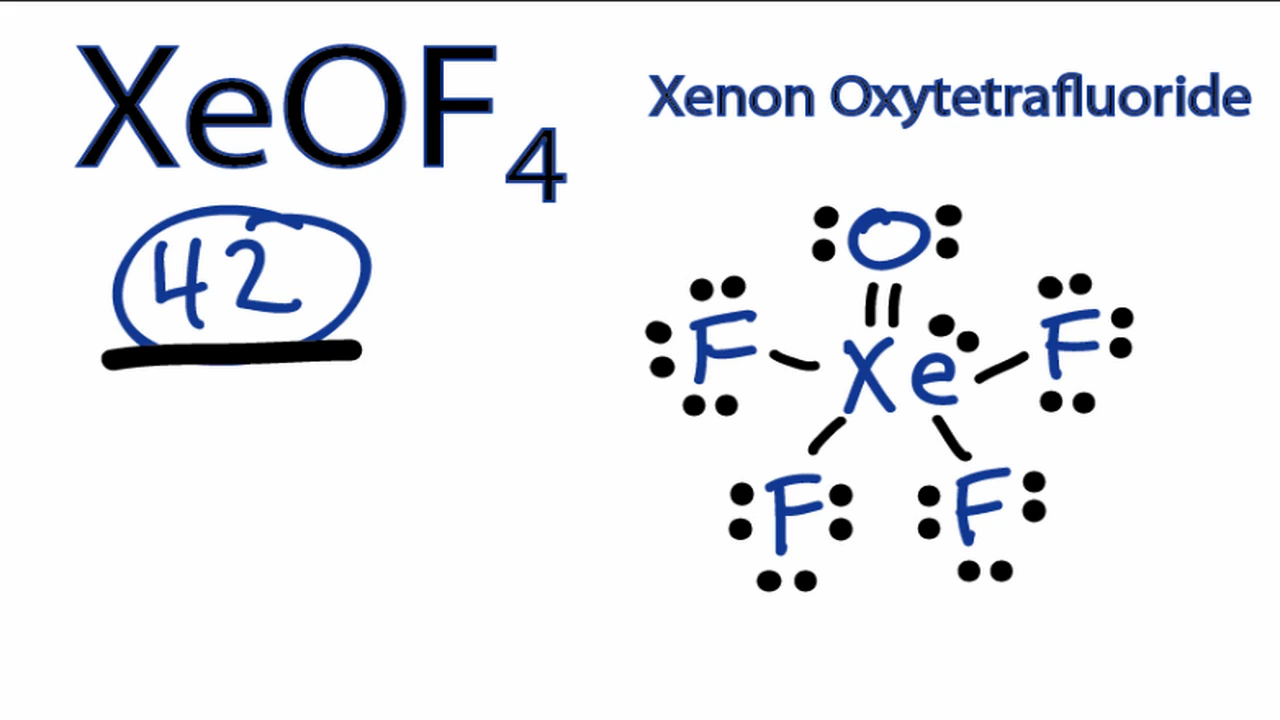 XeOF4
Xenon Oxytetrafluoride
42
O
F Xe F
F F